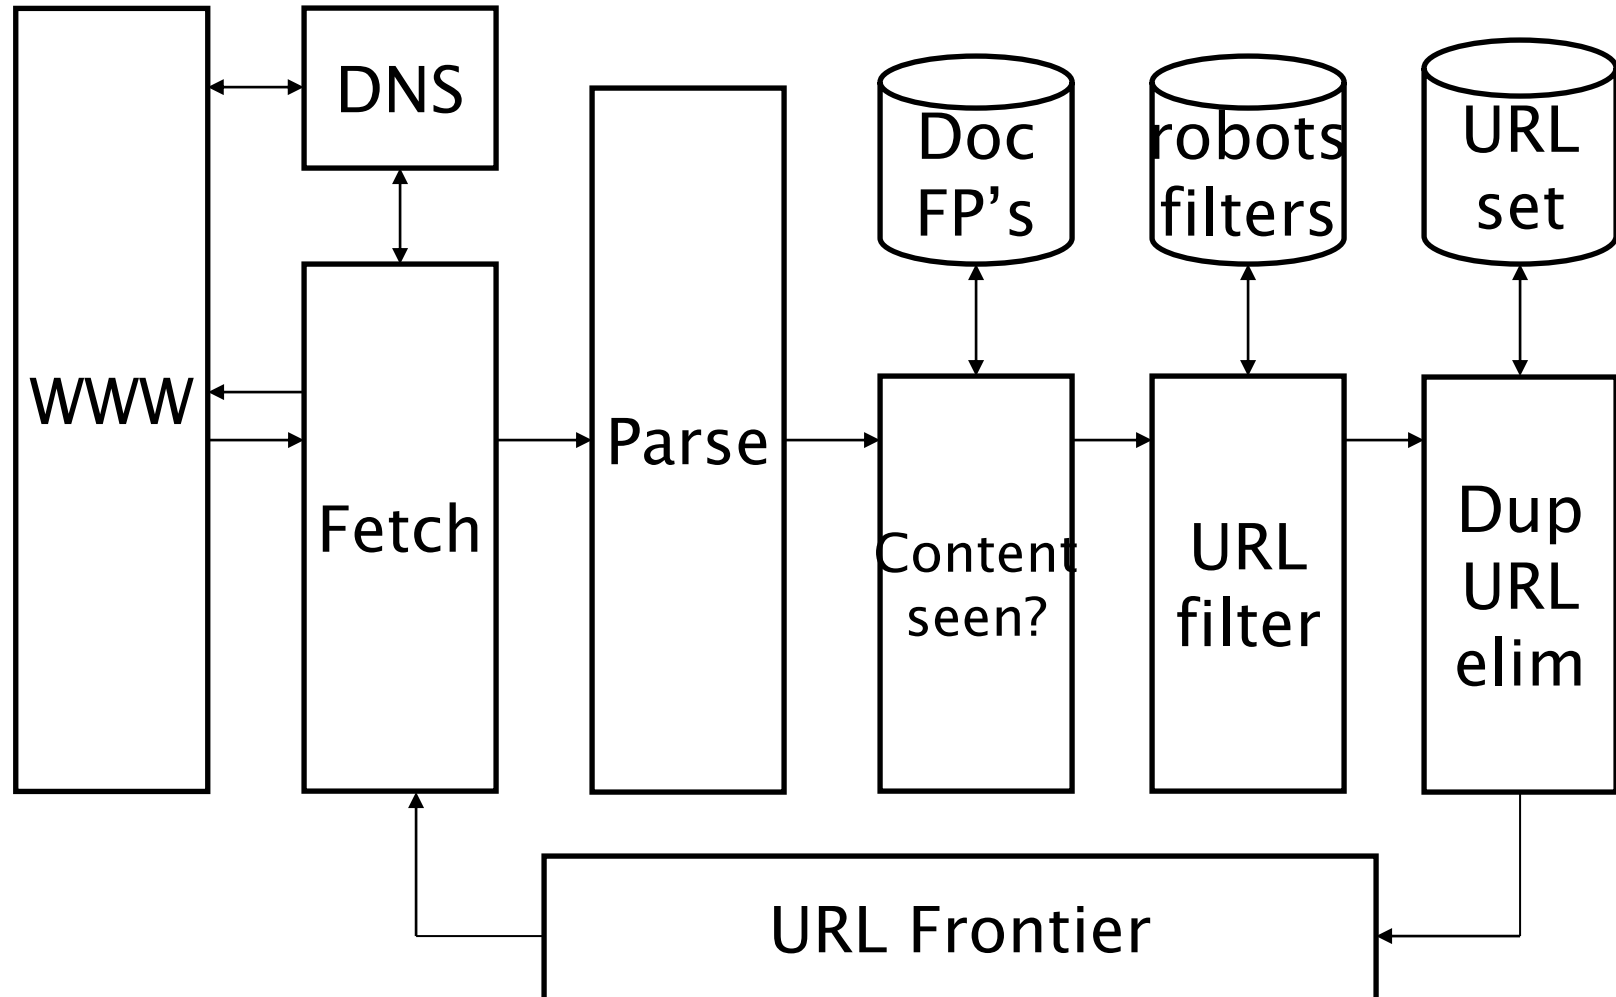 DNS
Doc
FP’s
robots
filters
URL
set
WWW
Fetch
Parse
Content
seen?
URL
filter
Dup
URL
elim
URL Frontier